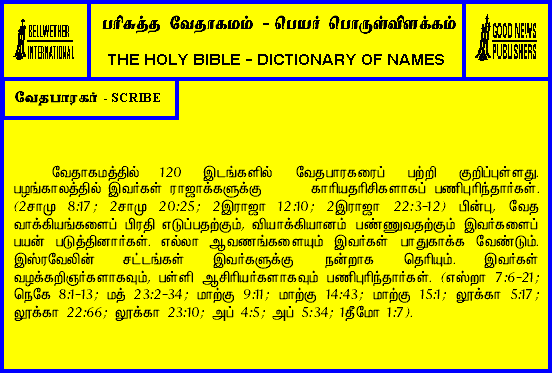 BELLWETHER
INTERNATIONAL
பரிசுத்த வேதாகமம் - பெயர் பொருள்விளக்கம்
THE HOLY BIBLE - DICTIONARY OF NAMES
GOOD NEWS
PUBLISHERS
வேதபாரகர் - SCRIBE
வேதாகமத்தில் 120 இடங்களில் வேதபாரகரைப் பற்றி குறிப்புள்ளது.
பழங்காலத்தில் இவர்கள் ராஜாக்களுக்கு காரியதரிசிகளாகப் பணிபுரிந்தார்கள்.
(2சாமு 8:17; 2சாமு 20:25; 2இராஜா 12:10; 2இராஜா 22:3-12) பின்பு, வேத
வாக்கியங்களைப் பிரதி எடுப்பதற்கும், வியாக்கியானம் பண்ணுவதற்கும் இவர்களைப்
பயன் படுத்தினார்கள். எல்லா ஆவணங்களையும் இவர்கள் பாதுகாக்க வேண்டும்.
இஸ்ரவேலின் சட்டங்கள் இவர்களுக்கு நன்றாக தெரியும். இவர்கள்
வழக்கறிஞர்களாகவும், பள்ளி ஆசிரியர்களாகவும் பணிபுரிந்தார்கள். (எஸ்றா 7:6-21;
நெகே 8:1-13; மத் 23:2-34; மாற்கு 9:11; மாற்கு 14:43; மாற்கு 15:1; லூக்கா 5:17;
லூக்கா 22:66; லூக்கா 23:10; அப் 4:5; அப் 5:34; 1தீமோ 1:7).